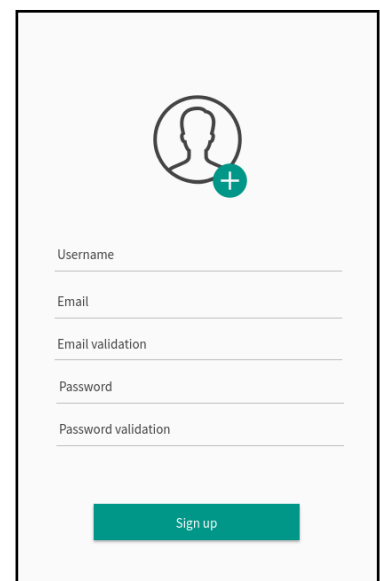 Username
Email
Email validation
Password
Password validation
Sign up